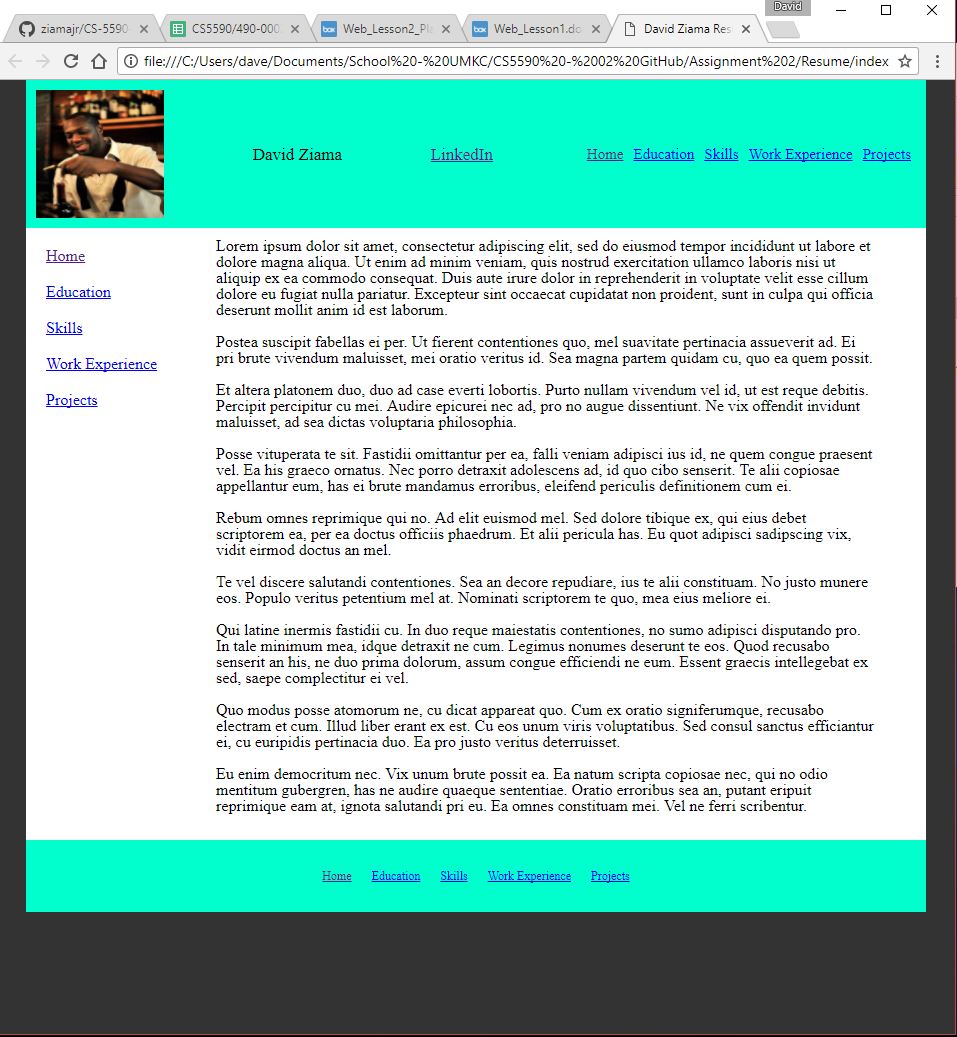 David
ziamajr/CS-5590-
CS5590/490-000
Web_Lesson2_Pla
Web_Lesson1.do
David Ziama Res
file:///C:/Users/dave/Documents/School%20-%20UMKC/CS5590%20-%2002%20GitHub/Assignment%202/Resume/index
David Ziama LinkedIn Home Education Skills Work Experience Projects
Home
Education
Skills
Work Experience
Projects
Lorem ipsum dolor sit amet, consectetur adipiscing elit, sed do eiusmod tempor incididunt ut labore et
dolore magna aliqua. Ut enim ad minim veniam, quis nostrud exercitation ullamco laboris nisi ut
aliquip ex ea commodo consequat. Duis aute irure dolor in reprehenderit in voluptate velit esse cillum
dolore eu fugiat nulla pariatur. Excepteur sint occaecat cupidatat non proident, sunt in culpa qui officia
deserunt mollit anim id est laborum.
Postea suscipit fabellas ei per. Ut fierent contentiones quo, mel suavitate pertinacia assueverit ad. Ei
pri brute vivendum maluisset, mei oratio veritus id. Sea magna partem quidam cu, quo ea quem possit.
Et altera platonem duo, duo ad case everti lobortis. Purto nullam vivendum vel id, ut est reque debitis.
Percipit percipitur cu mei. Audire epicurei nec ad, pro no augue dissentiunt. Ne vix offendit invidunt
maluisset, ad sea dictas voluptaria philosophia.
Posse vituperata te sit. Fastidii omittantur per ea, falli veniam adipisci ius id, ne quem congue praesent
vel. Ea his graeco ornatus. Nec porro detraxit adolescens ad, id quo cibo senserit. Te alii copiosae
appellantur eum, has ei brute mandamus erroribus, eleifend periculis definitionem cum ei.
Rebum omnes reprimique qui no. Ad elit euismod mel. Sed dolore tibique ex, qui eius debet
scriptorem ea, per ea doctus officiis phaedrum. Et alii pericula has. Eu quot adipisci sadipscing vix,
vidit eirmod doctus an mel.
Te vel discere salutandi contentiones. Sea an decore repudiare, ius te alii constituam. No justo munere
eos. Populo veritus petentium mel at. Nominati scriptorem te quo, mea eius meliore ei.
Qui latine inermis fastidii cu. In duo reque maiestatis contentiones, no sumo adipisci disputando pro.
In tale minimum mea, idque detraxit ne cum. Legimus nonumes deserunt te eos. Quod recusabo
senserit an his, ne duo prima dolorum, assum congue efficiendi ne eum. Essent graecis intellegebat ex
sed, saepe complectitur ei vel.
Quo modus posse atomorum ne, cu dicat appareat quo. Cum ex oratio signiferumque, recusabo
electram et cum. Illud liber erant ex est. Cu eos unum viris voluptatibus. Sed consul sanctus efficiantur
ei, cu euripidis pertinacia duo. Ea pro justo veritus deterruisset.
Eu enim democritum nec. Vix unum brute possit ea. Ea natum scripta copiosae nec, qui no odio
mentitum gubergren, has ne audire quaeque sententiae. Oratio erroribus sea an, putant eripuit
reprimique eam at, ignota salutandi pri eu. Ea omnes constituam mei. Vel ne ferri scribentur.
Home Education Skills Work Experience Projects